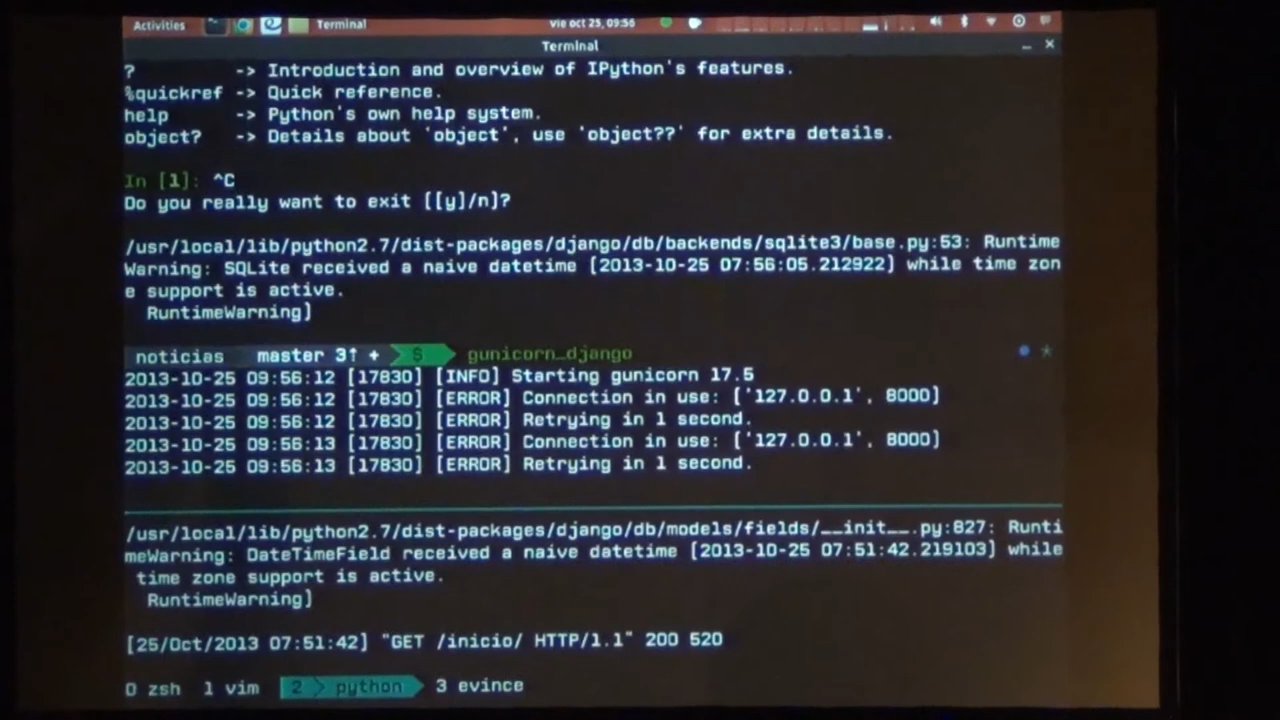 Activities Terminal vie oct 25, 09:56
Terminal
? -> Introduction and overview of IPython's features.
%quickref -> Quick reference.
help -> Python's own help system.
object? -> Details about 'object', use 'object??' for extra details.
In [1]: ^C
Do you really want to exit ([y]/n)?
/usr/local/lib/python2.7/dist-packages/django/db/backends/sqlite3/base.py:53: Runtime
Warning: SQLite received a naive datetime (2013-10-25 07:56:05.212922) while time zon
e support is active.
RuntimeWarning)
noticias master 3↑ + $ gunicorn_django
2013-10-25 09:56:12 [17830] [INFO] Starting gunicorn 17.5
2013-10-25 09:56:12 [17830] [ERROR] Connection in use: ('127.0.0.1', 8000)
2013-10-25 09:56:12 [17830] [ERROR] Retrying in 1 second.
2013-10-25 09:56:13 [17830] [ERROR] Connection in use: ('127.0.0.1', 8000)
2013-10-25 09:56:13 [17830] [ERROR] Retrying in 1 second.
/usr/local/lib/python2.7/dist-packages/django/db/models/fields/__init__.py:827: Runti
meWarning: DateTimeField received a naive datetime (2013-10-25 07:51:42.219103) while
time zone support is active.
RuntimeWarning)
[25/Oct/2013 07:51:42] "GET /inicio/ HTTP/1.1" 200 520
0 zsh 1 vim 2 python 3 evince